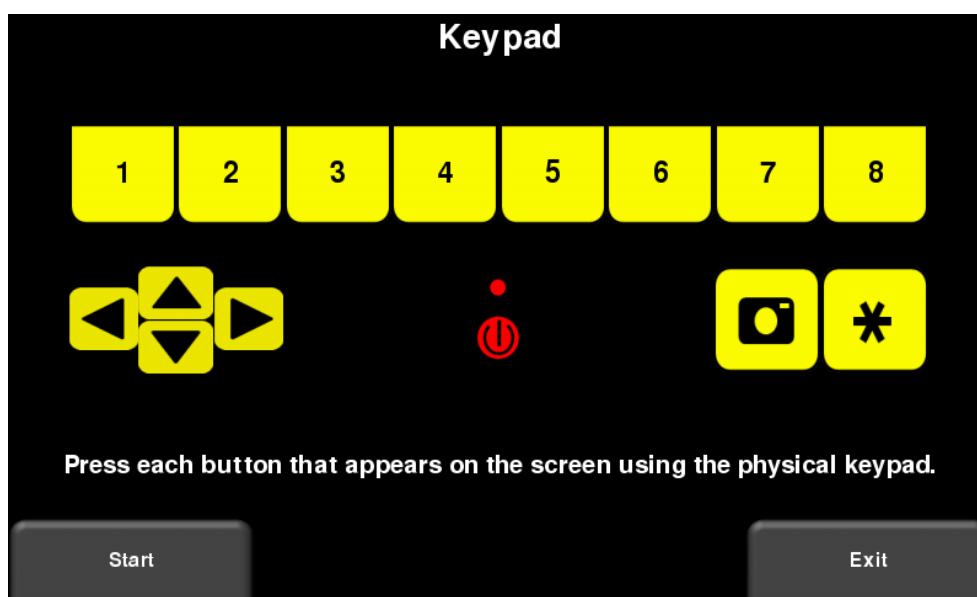 Keypad
1 2 3 4 5 6 7 8
*
Press each button that appears on the screen using the physical keypad.
Start Exit